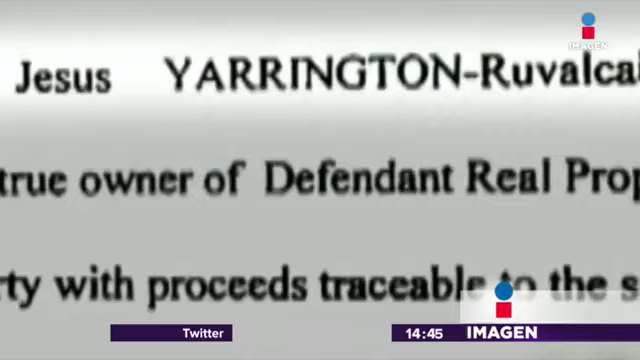 IMAGEN
Jesus YARRINGTON-Ruvalca
true owner of Defendant Real Prop
rty with proceeds traceable to the s
Twitter
14:45 IMAGEN